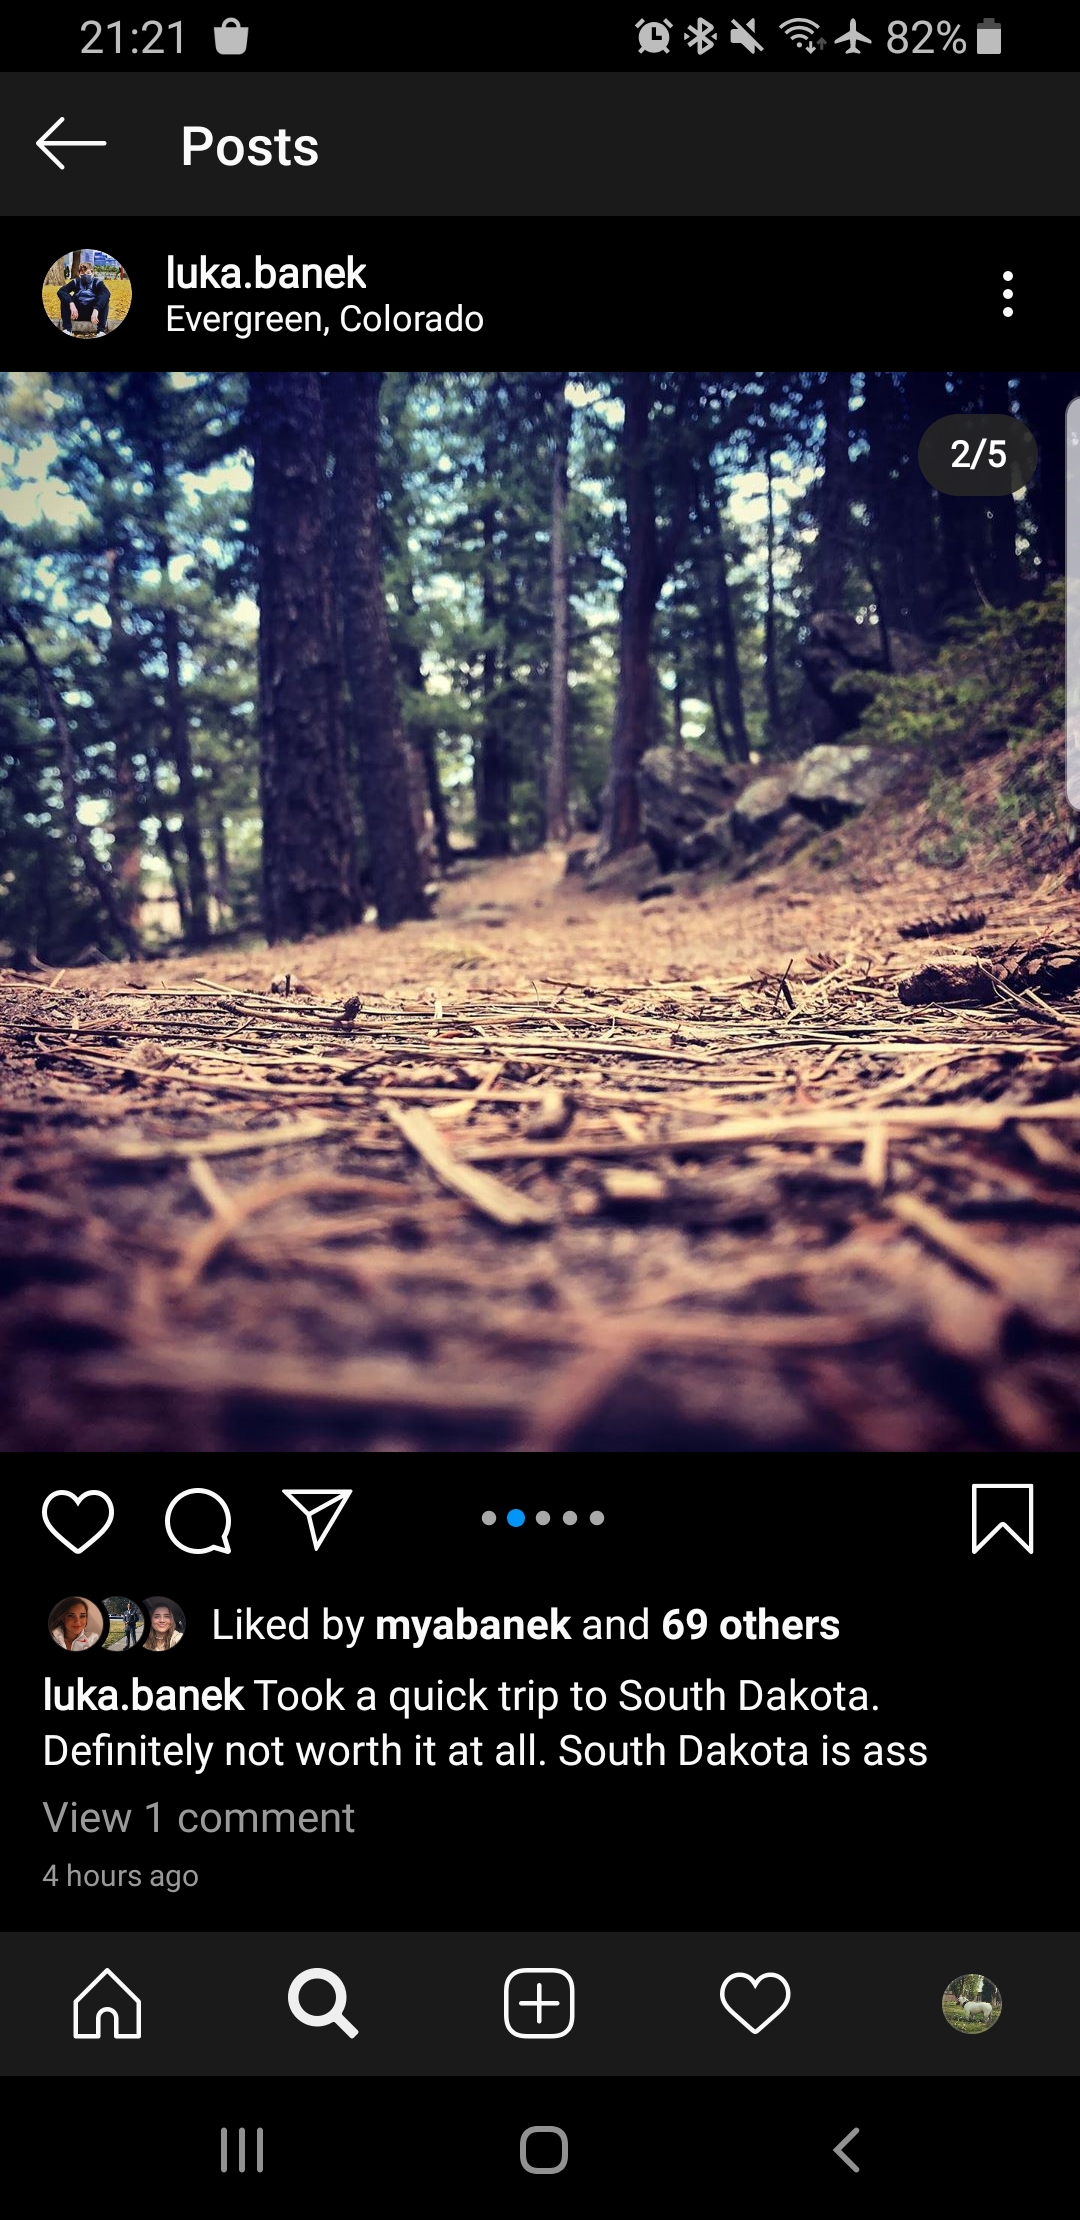 21:21 82%
Posts
luka.banek
Evergreen, Colorado
2/5
Liked by myabanek and 69 others
luka.banek Took a quick trip to South Dakota.
Definitely not worth it at all. South Dakota is ass
View 1 comment
4 hours ago